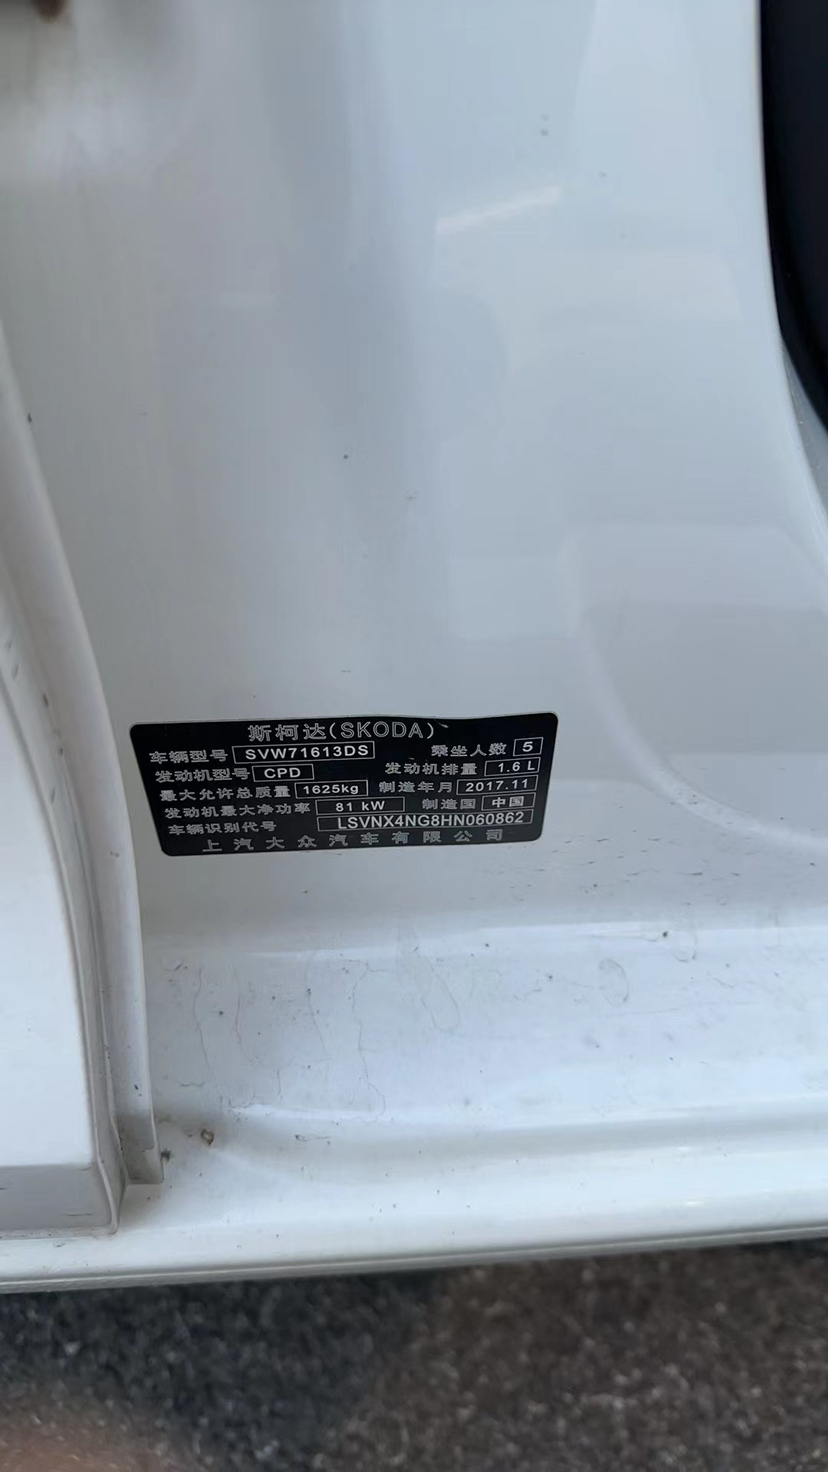 斯柯达(SKODA)
车辆型号 SVW71613DS 乘坐人数 5
发动机型号 CPD 发动机排量 1.6 L
最大允许总质量 1625kg 制造年月 2017.11
发动机最大净功率 81 kW 制造国 中国
车辆识别代号 LSVNX4NG8HN060862
上汽大众汽车有限公司